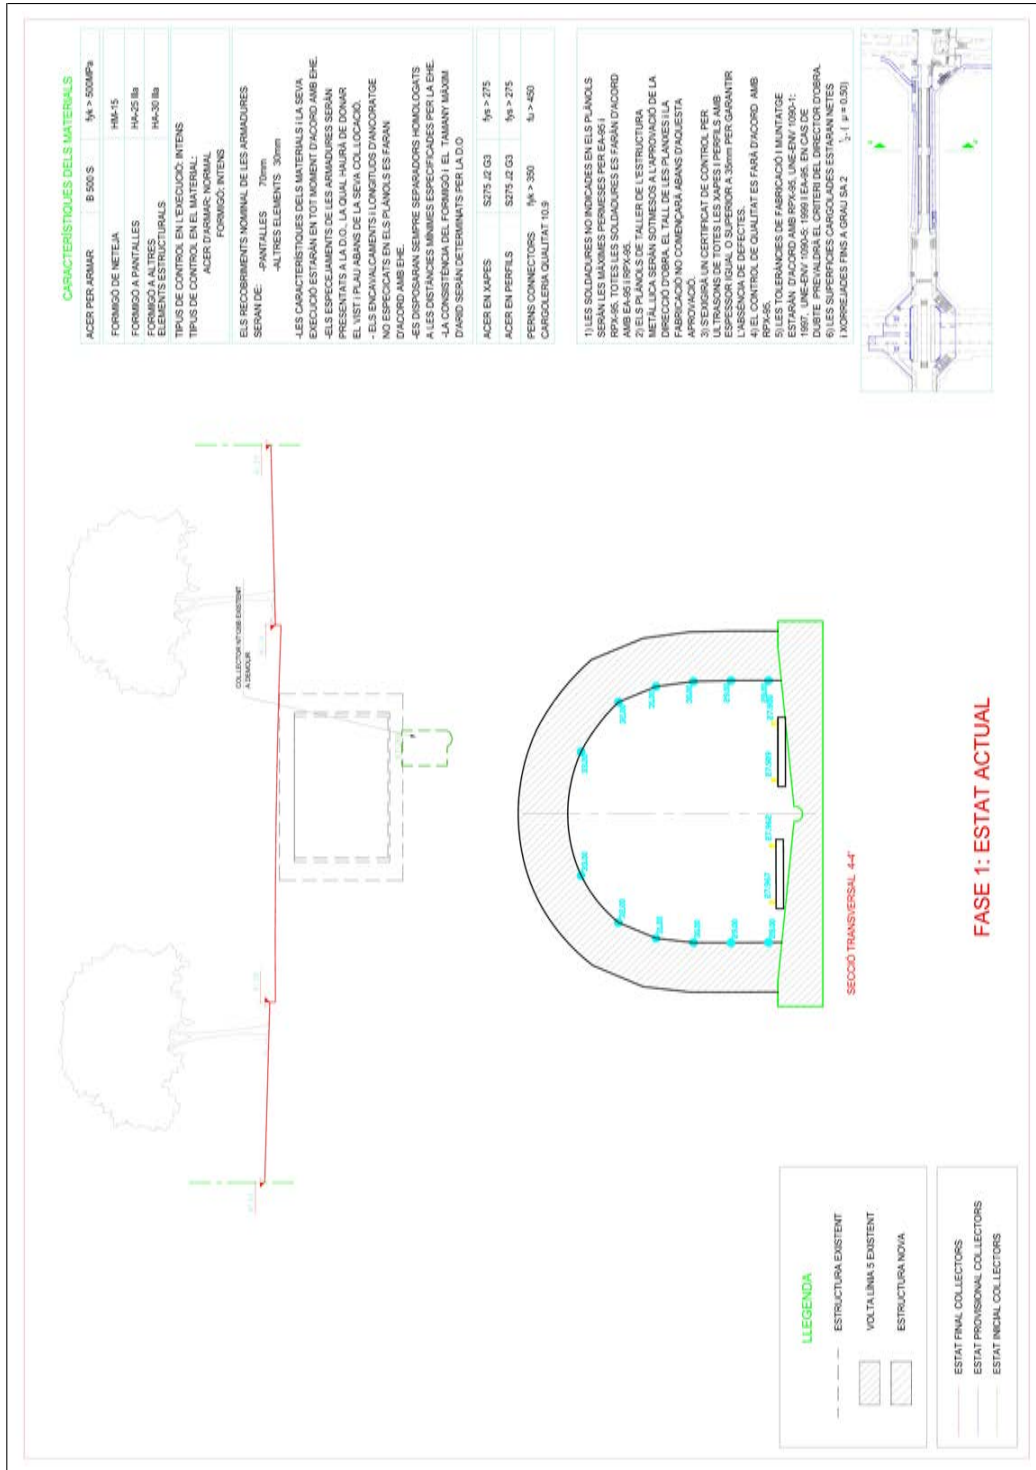 CARACTERÍSTIQUES DELS MATERIALS
ACER PER ARMAR B 500 S fyk > 500MPa
FORMIGÓ DE NETEJA HM-15
FORMIGÓ A PANTALLES HA-25 IIa
FORMIGÓ A ALTRES HA-30 IIa
ELEMENTS ESTRUCTURALS
TIPUS DE CONTROL EN L'EXECUCIÓ: INTENS
TIPUS DE CONTROL EN EL MATERIAL:
ACER D'ARMAR: NORMAL
FORMIGÓ: INTENS
ELS RECOBRIMENTS NOMINAL DE LES ARMADURES
SERAN DE: -PANTALLES 70mm
-ALTRES ELEMENTS 30mm
-LES CARACTERÍSTIQUES DELS MATERIALS I LA SEVA
EXECUCIÓ ESTARÀN EN TOT MOMENT D'ACORD AMB EHE.
-ELS ESPECEJAMENTS DE LES ARMADURES SERÁN
PRESENTATS A LA D.O., LA QUAL HAURÀ DE DONAR
EL VIST I PLAU ABANS DE LA SEVA COL.LOCACIÓ.
- ELS ENCAVALCAMENTS I LONGITUDS D'ANCORATGE
NO ESPECICATS EN ELS PLÀNOLS ES FARAN
D'ACORD AMB EHE.
-ES DISPOSARAN SEMPRE SEPARADORS HOMOLOGATS
A LES DISTÀNCIES MÍNIMES ESPECIFICADES PER LA EHE.
-LA CONSISTÈNCIA DEL FORMIGÓ I EL TAMANY MÀXIM
D'ARID SERÀN DETERMINATS PER LA D.O
ACER EN XAPES S275 J2 G3 fys > 275
ACER EN PERFILS S275 J2 G3 fys > 275
PERNS CONNECTORS fyk > 350 fu > 450
CARGOLERIA QUALITAT 10.9
1) LES SOLDADURES NO INDICADES EN ELS PLÀNOLS
SERÀN LES MÀXIMES PERMESES PER EA-95 I
RPX-95, TOTES LES SOLDADURES ES FARÀN D'ACORD
AMB EA-95 I RPX-95.
2) ELS PLÀNOLS DE TALLER DE L'ESTRUCTURA
METÀL.LICA SERÀN SOTMESOS A L'APROVACIÓ DE LA
DIRECCIÓ D'OBRA. EL TALL DE LES PLANXES I LA
FABRICACIÓ NO COMENÇARÀ ABANS D'AQUESTA
APROVACIÓ.
3) S'EXIGIRÀ UN CERTIFICAT DE CONTROL PER
ULTRASONS DE TOTES LES XAPES I PERFILS AMB
ESPESSOR IGUAL O SUPERIOR A 35mm PER GARANTIR
L'ABSÈNCIA DE DEFECTES.
4) EL CONTROL DE QUALITAT ES FARÀ D'ACORD AMB
RPX-95.
5) LES TOLERÀNCIES DE FABRICACIÓ I MUNTATGE
ESTARÀN D'ACORD AMB RPX-95, UNE-ENV 1090-1:
1997, UNE-ENV 1090-5: 1999 I EA-95. EN CAS DE
DUBTE PREVALDRÀ EL CRITERI DEL DIRECTOR D'OBRA.
6) LES SUPERFÍCIES CARGOLADES ESTARAN NETES
I XORREJADES FINS A GRAU SA 2 ½ ( µ = 0.50)
COL.LECTOR EXISTENT
A DEMOLIR
SECCIÓ TRANSVERSAL 4-4'
FASE 1: ESTAT ACTUAL
LLEGENDA
ESTRUCTURA EXISTENT
VOLTA LÍNIA 5 EXISTENT
ESTRUCTURA NOVA
ESTAT FINAL COL.LECTORS
ESTAT PROVISIONAL COL.LECTORS
ESTAT INICIAL COL.LECTORS